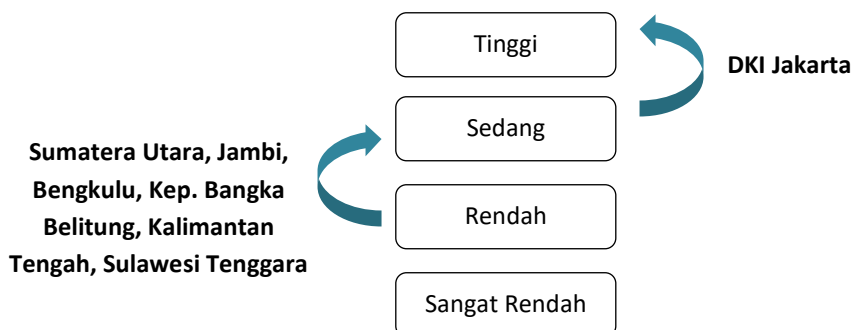 Tinggi
DKI Jakarta
Sedang
Sumatera Utara, Jambi,
Bengkulu, Kep. Bangka
Belitung, Kalimantan
Tengah, Sulawesi Tenggara
Rendah
Sangat Rendah